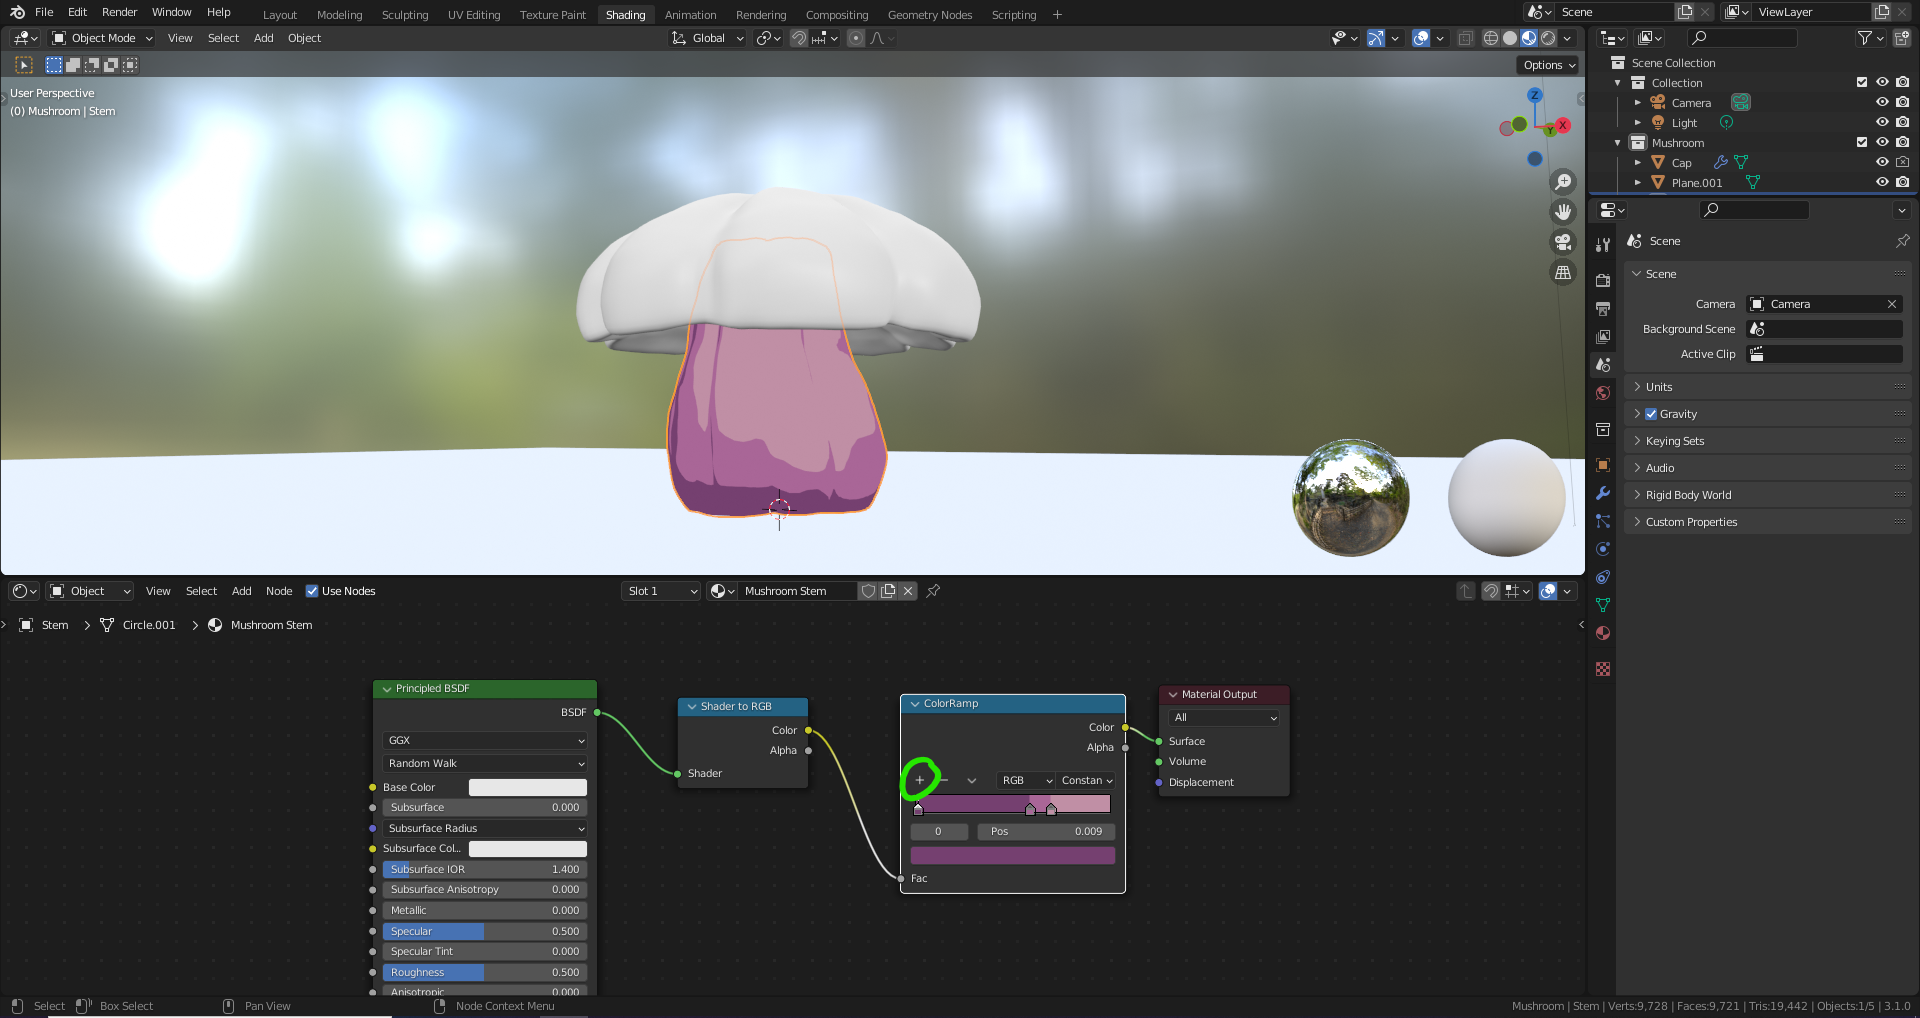 File Edit Render Window Help Layout Modeling Sculpting UV Editing Texture Paint Shading Animation Rendering Compositing Geometry Nodes Scripting + Scene ViewLayer
Object Mode View Select Add Object Global
Options
User Perspective
(0) Mushroom | Stem
Z
X
Y
Scene Collection
Collection
Camera
Light
Mushroom
Cap
Plane.001
Scene
Scene
Camera Camera
Background Scene
Active Clip
Units
Gravity
Keying Sets
Audio
Rigid Body World
Custom Properties
Object View Select Add Node Use Nodes Slot 1 Mushroom Stem
Stem > Circle.001 > Mushroom Stem
Principled BSDF
BSDF
GGX
Random Walk
Base Color
Subsurface 0.000
Subsurface Radius
Subsurface Col...
Subsurface IOR 1.400
Subsurface Anisotropy 0.000
Metallic 0.000
Specular 0.500
Specular Tint 0.000
Roughness 0.500
Anisotropic 0.000
Shader to RGB
Color
Alpha
Shader
ColorRamp
Color
Alpha
+ − RGB Constan
0 Pos 0.009
Fac
Material Output
All
Surface
Volume
Displacement
Select Box Select Pan View Node Context Menu Mushroom | Stem | Verts:9,728 | Faces:9,721 | Tris:19,442 | Objects:1/5 | 3.1.0